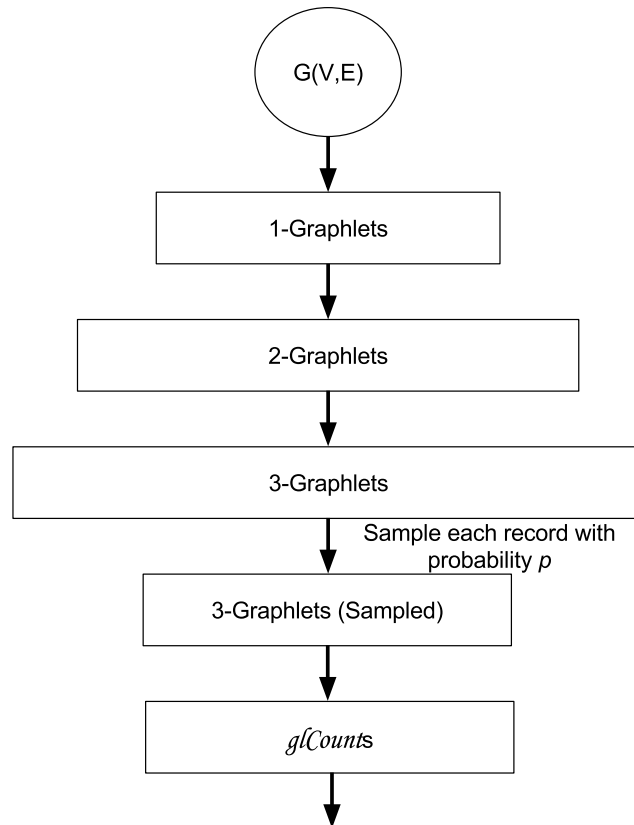 G(V,E)
1-Graphlets
2-Graphlets
3-Graphlets
Sample each record with
probability p
3-Graphlets (Sampled)
glCounts